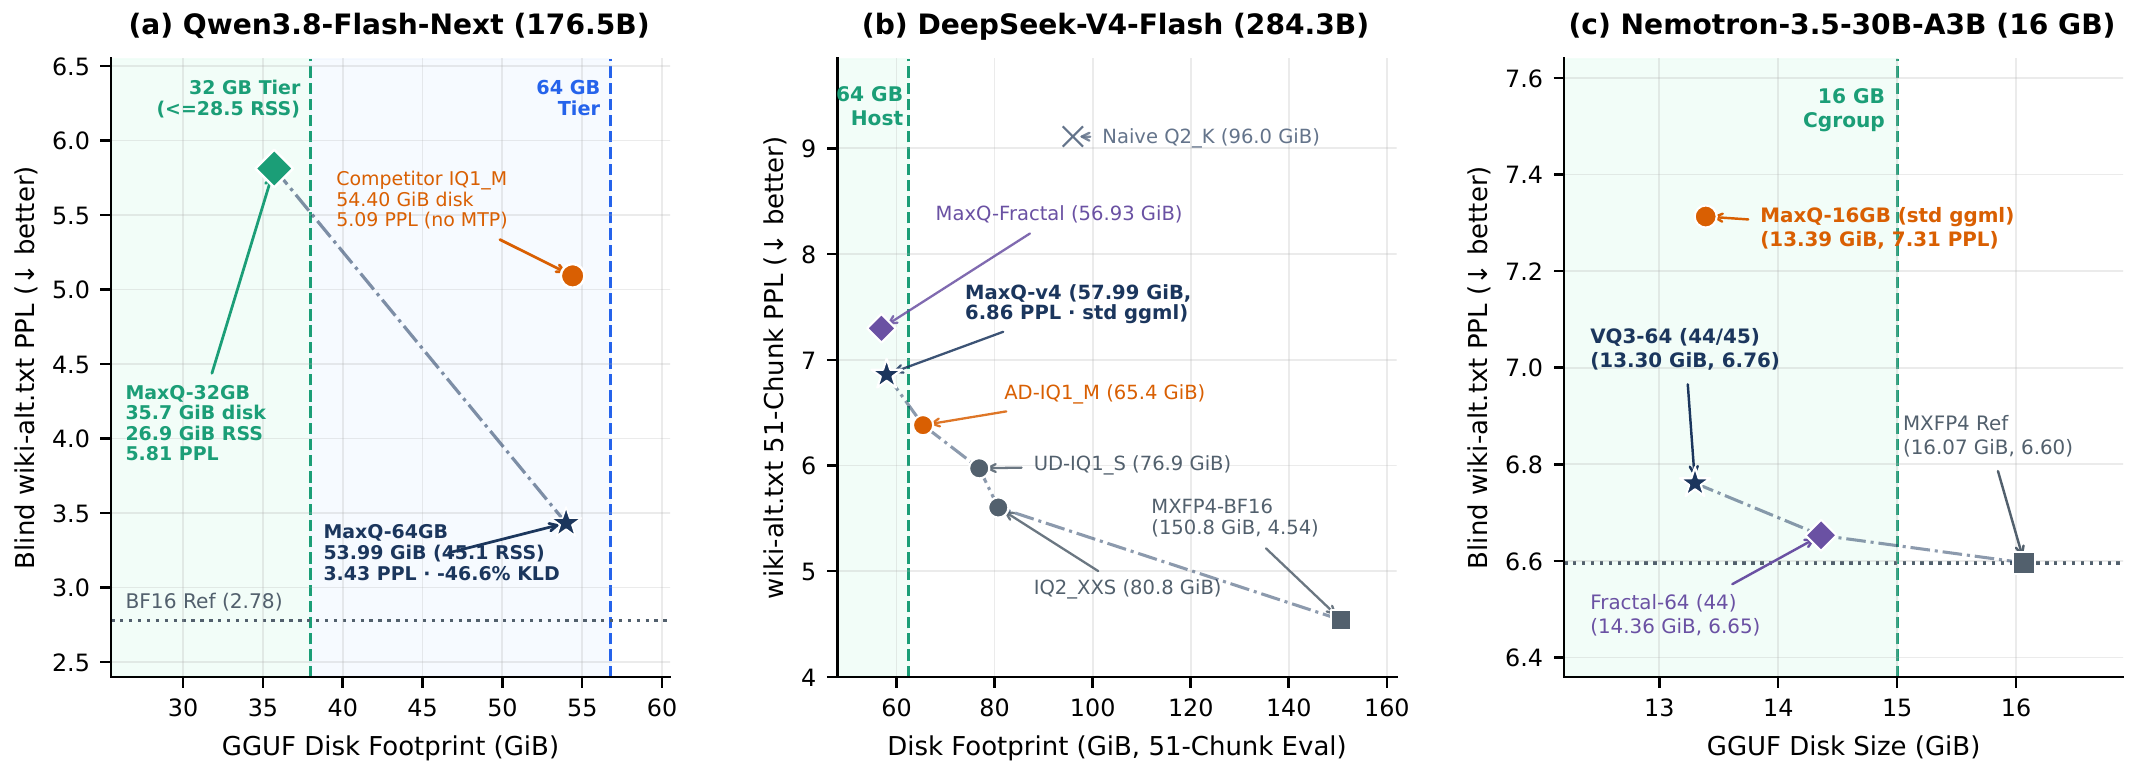 (a) Qwen3.8-Flash-Next (176.5B)
Blind wiki-alt.txt PPL (↓ better)
6.5
6.0
5.5
5.0
4.5
4.0
3.5
3.0
2.5
32 GB Tier
(<=28.5 RSS)
64 GB
Tier
Competitor IQ1_M
54.40 GiB disk
5.09 PPL (no MTP)
MaxQ-32GB
35.7 GiB disk
26.9 GiB RSS
5.81 PPL
MaxQ-64GB
53.99 GiB (45.1 RSS)
3.43 PPL · -46.6% KLD
BF16 Ref (2.78)
30
35
40
45
50
55
60
GGUF Disk Footprint (GiB)
(b) DeepSeek-V4-Flash (284.3B)
wiki-alt.txt 51-Chunk PPL (↓ better)
9
8
7
6
5
4
64 GB
Host
Naive Q2_K (96.0 GiB)
MaxQ-Fractal (56.93 GiB)
MaxQ-v4 (57.99 GiB,
6.86 PPL · std ggml)
AD-IQ1_M (65.4 GiB)
UD-IQ1_S (76.9 GiB)
MXFP4-BF16
(150.8 GiB, 4.54)
IQ2_XXS (80.8 GiB)
60
80
100
120
140
160
Disk Footprint (GiB, 51-Chunk Eval)
(c) Nemotron-3.5-30B-A3B (16 GB)
Blind wiki-alt.txt PPL (↓ better)
7.6
7.4
7.2
7.0
6.8
6.6
6.4
16 GB
Cgroup
MaxQ-16GB (std ggml)
(13.39 GiB, 7.31 PPL)
VQ3-64 (44/45)
(13.30 GiB, 6.76)
MXFP4 Ref
(16.07 GiB, 6.60)
Fractal-64 (44)
(14.36 GiB, 6.65)
13
14
15
16
GGUF Disk Size (GiB)